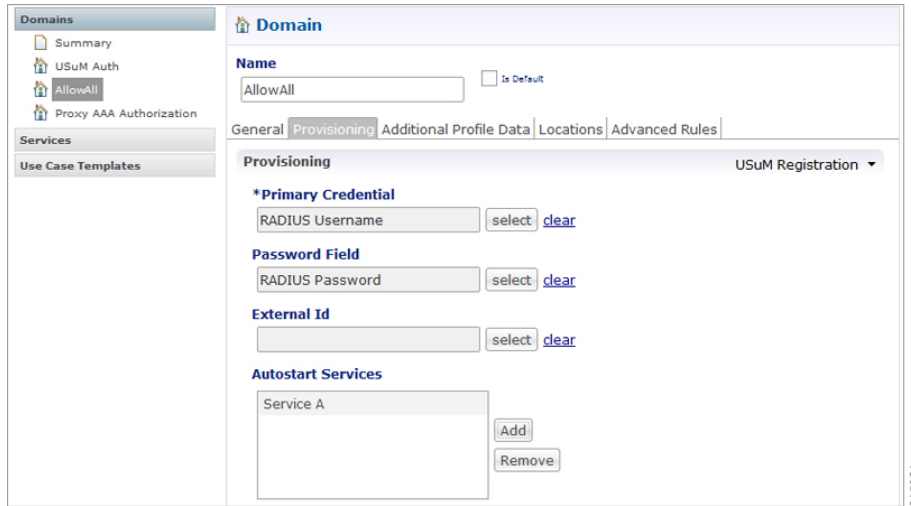 Domains
Summary
USuM Auth
AllowAll
Proxy AAA Authorization
Services
Use Case Templates
Domain
Name
AllowAll
Is Default
General Provisioning Additional Profile Data Locations Advanced Rules
Provisioning USuM Registration
*Primary Credential
RADIUS Username select clear
Password Field
RADIUS Password select clear
External Id
select clear
Autostart Services
Service A
Add
Remove